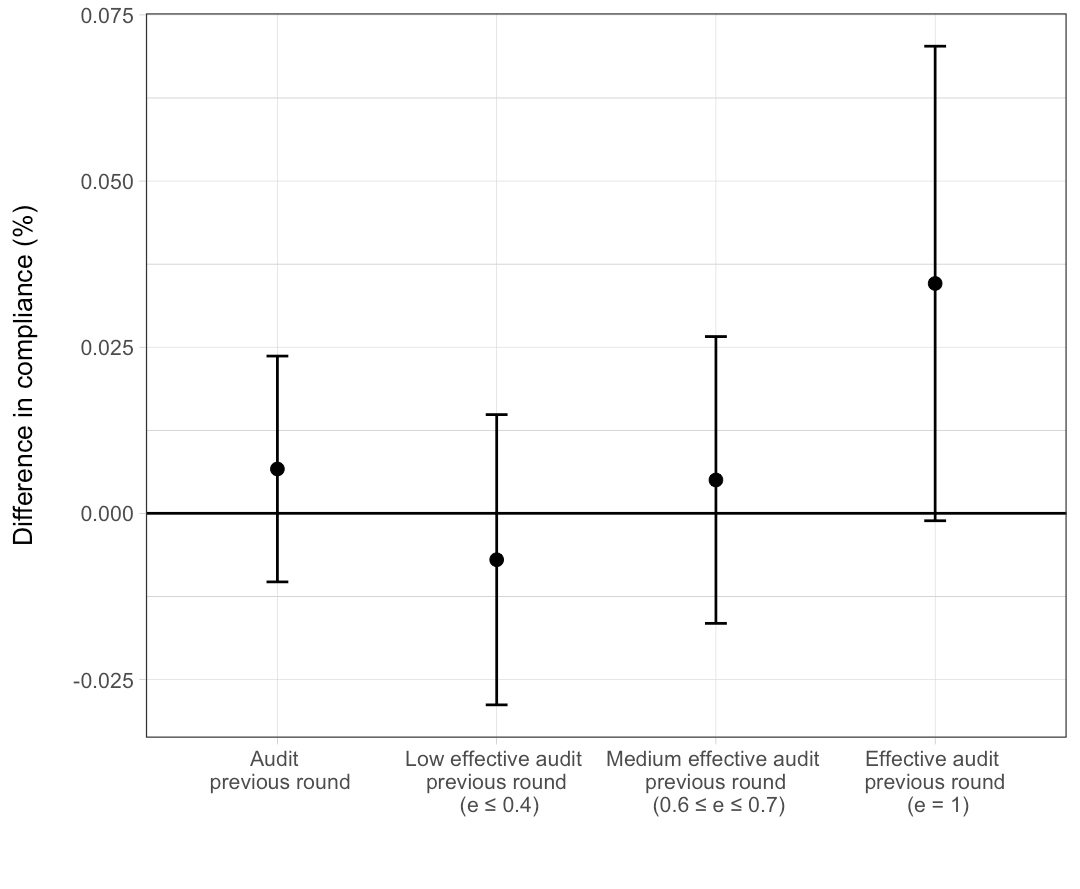 0.075
0.050
0.025
0.000
-0.025
Difference in compliance (%)
Audit
previous round
Low effective audit
previous round
(e ≤ 0.4)
Medium effective audit
previous round
(0.6 ≤ e ≤ 0.7)
Effective audit
previous round
(e = 1)